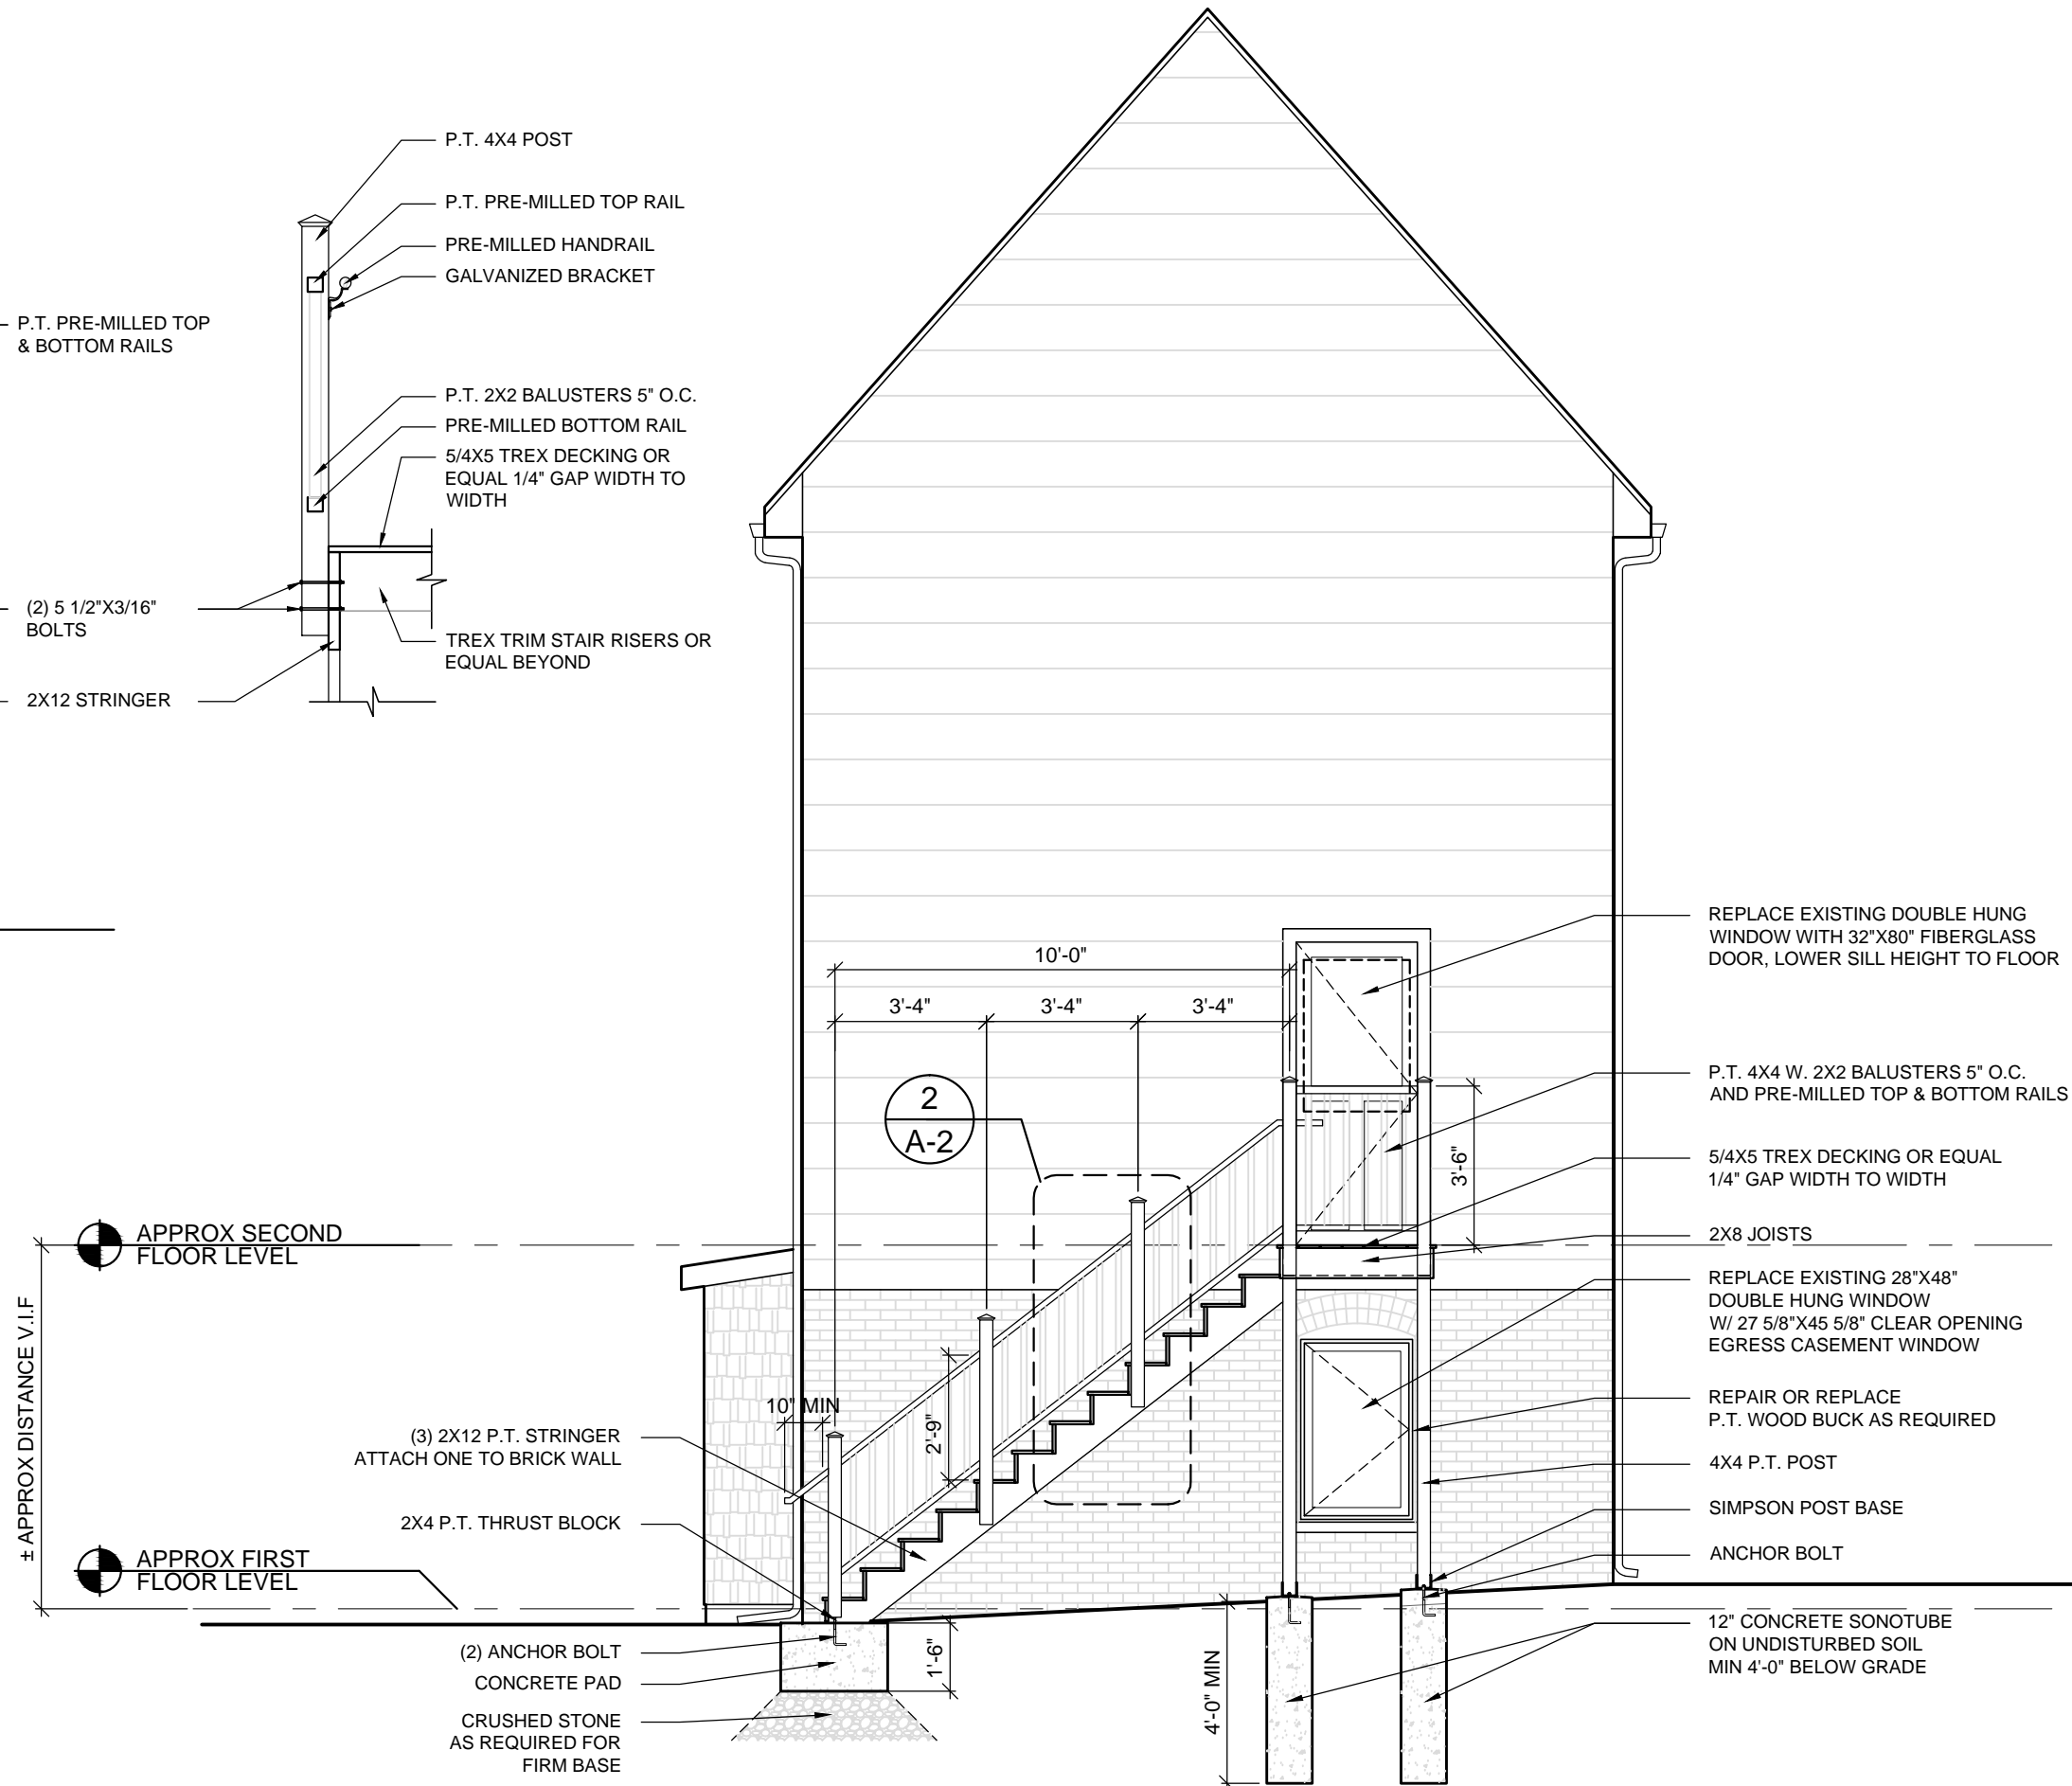 P.T. 4X4 POST
P.T. PRE-MILLED TOP RAIL
PRE-MILLED HANDRAIL
GALVANIZED BRACKET
P.T. PRE-MILLED TOP
& BOTTOM RAILS
P.T. 2X2 BALUSTERS 5" O.C.
PRE-MILLED BOTTOM RAIL
5/4X5 TREX DECKING OR
EQUAL 1/4" GAP WIDTH TO
WIDTH
(2) 5 1/2"X3/16"
BOLTS
TREX TRIM STAIR RISERS OR
EQUAL BEYOND
2X12 STRINGER
10'-0"
3'-4"
3'-4"
3'-4"
2
A-2
3'-6"
2'-9"
10" MIN
REPLACE EXISTING DOUBLE HUNG
WINDOW WITH 32"X80" FIBERGLASS
DOOR, LOWER SILL HEIGHT TO FLOOR
P.T. 4X4 W. 2X2 BALUSTERS 5" O.C.
AND PRE-MILLED TOP & BOTTOM RAILS
5/4X5 TREX DECKING OR EQUAL
1/4" GAP WIDTH TO WIDTH
2X8 JOISTS
REPLACE EXISTING 28"X48"
DOUBLE HUNG WINDOW
W/ 27 5/8"X45 5/8" CLEAR OPENING
EGRESS CASEMENT WINDOW
REPAIR OR REPLACE
P.T. WOOD BUCK AS REQUIRED
4X4 P.T. POST
SIMPSON POST BASE
ANCHOR BOLT
12" CONCRETE SONOTUBE
ON UNDISTURBED SOIL
MIN 4'-0" BELOW GRADE
APPROX SECOND
FLOOR LEVEL
± APPROX DISTANCE V.I.F
APPROX FIRST
FLOOR LEVEL
(3) 2X12 P.T. STRINGER
ATTACH ONE TO BRICK WALL
2X4 P.T. THRUST BLOCK
(2) ANCHOR BOLT
CONCRETE PAD
CRUSHED STONE
AS REQUIRED FOR
FIRM BASE
1'-6"
4'-0" MIN